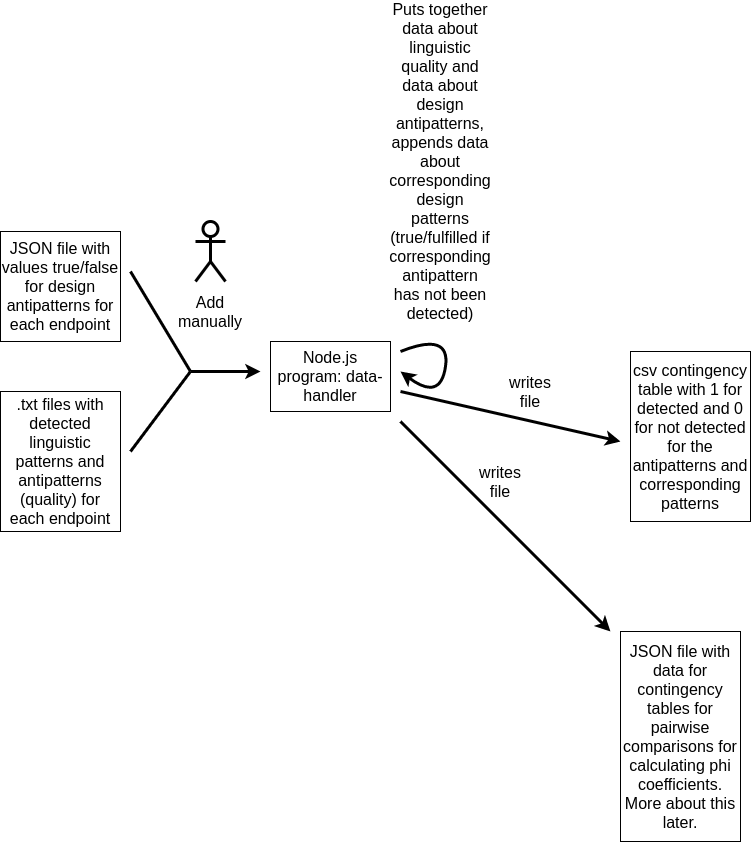 Puts together
data about
linguistic
quality and
data about
design
antipatterns,
appends data
about
corresponding
design
patterns
(true/fulfilled if
corresponding
antipattern
has not been
detected)
JSON file with
values true/false
for design
antipatterns for
each endpoint
Add
manually
.txt files with
detected
linguistic
patterns and
antipatterns
(quality) for
each endpoint
Node.js
program: data-
handler
writes
file
csv contingency
table with 1 for
detected and 0
for not detected
for the
antipatterns and
corresponding
patterns
writes
file
JSON file with
data for
contingency
tables for
pairwise
comparisons for
calculating phi
coefficients.
More about this
later.